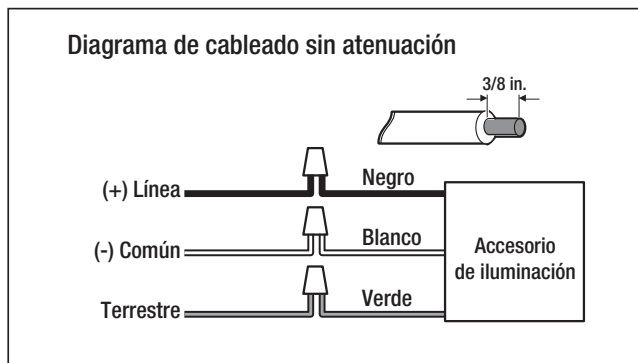 Diagrama de cableado sin atenuación
3/8 in.
(+) Línea
Negro
(-) Común
Blanco
Accesorio
de iluminación
Terrestre
Verde